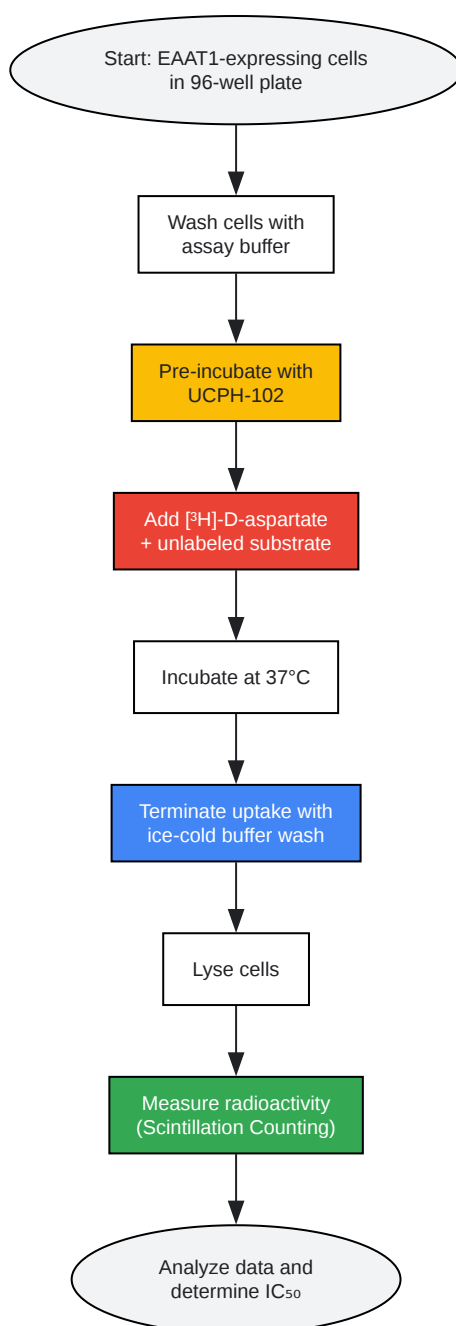 Start: EAAT1-expressing cells
in 96-well plate
Wash cells with
assay buffer
Pre-incubate with
UCPH-102
Add [³H]-D-aspartate
+ unlabeled substrate
Incubate at 37°C
Terminate uptake with
ice-cold buffer wash
Lyse cells
Measure radioactivity
(Scintillation Counting)
Analyze data and
determine IC₅₀